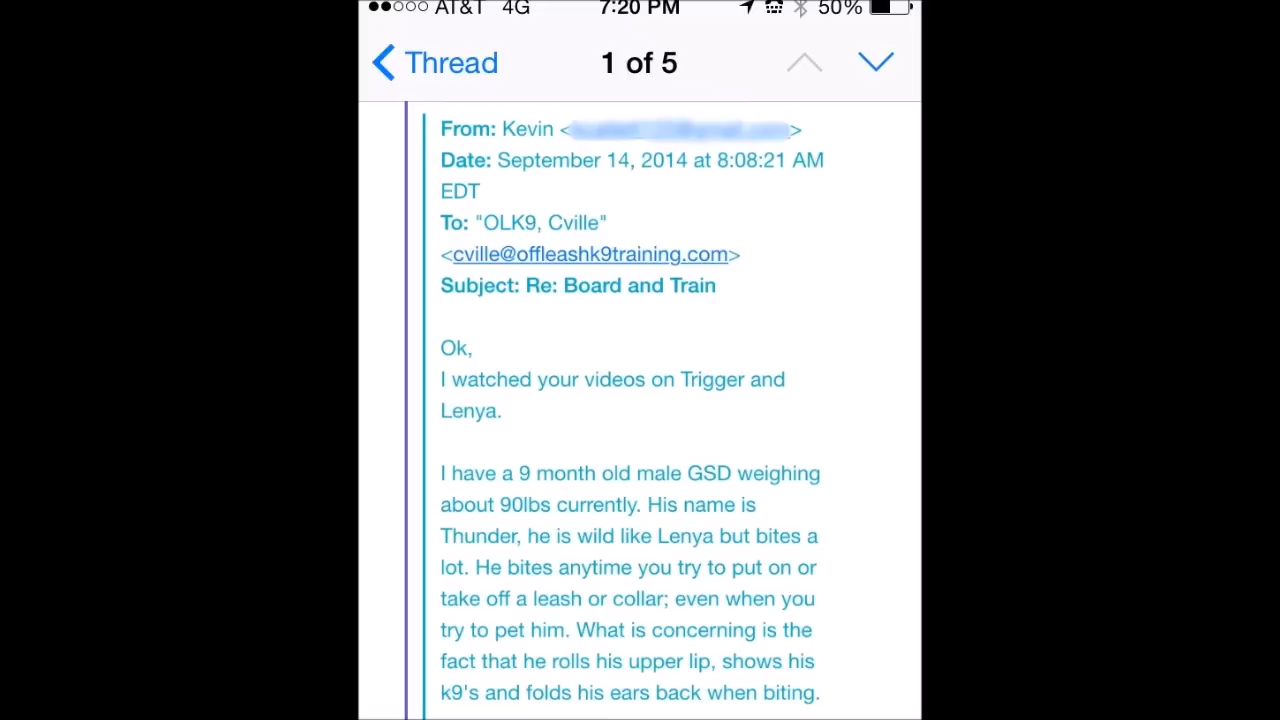 AT&T 4G 7:20 PM 50%
Thread 1 of 5
From: Kevin < >
Date: September 14, 2014 at 8:08:21 AM
EDT
To: "OLK9, Cville"
<cville@offleashk9training.com>
Subject: Re: Board and Train
Ok,
I watched your videos on Trigger and
Lenya.
I have a 9 month old male GSD weighing
about 90lbs currently. His name is
Thunder, he is wild like Lenya but bites a
lot. He bites anytime you try to put on or
take off a leash or collar; even when you
try to pet him. What is concerning is the
fact that he rolls his upper lip, shows his
k9's and folds his ears back when biting.